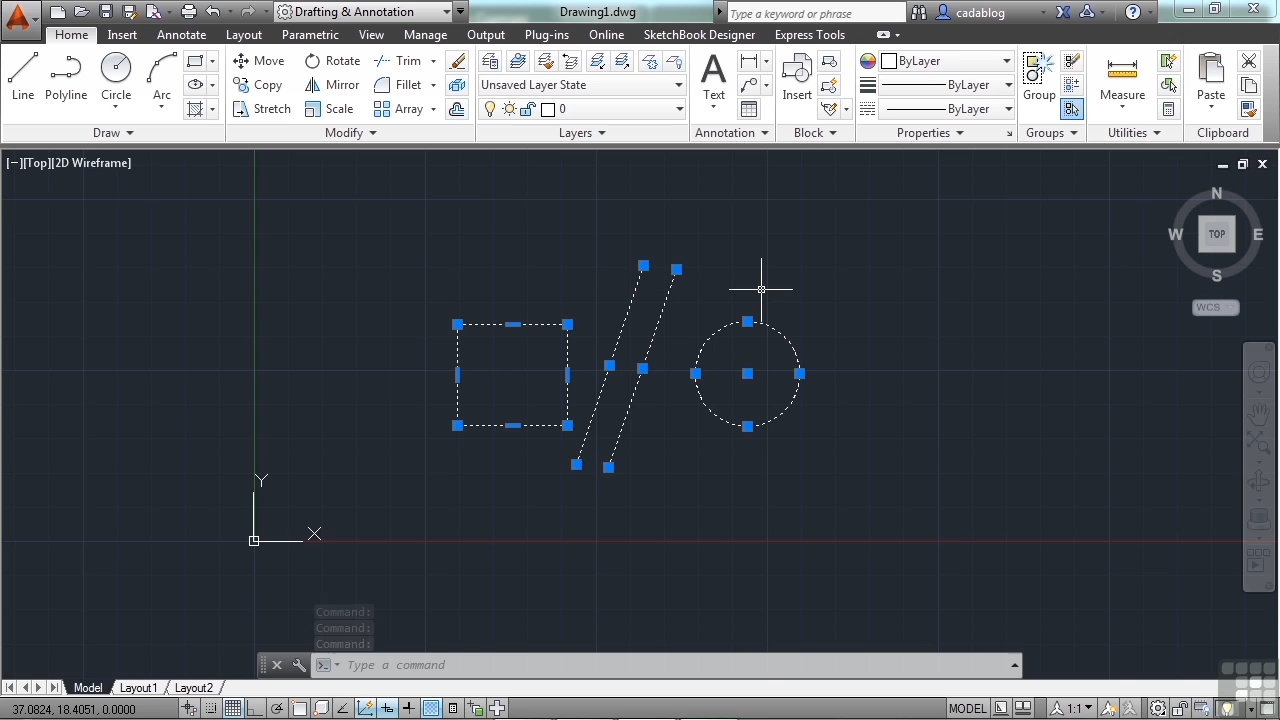 Drafting & Annotation
Drawing1.dwg
Type a keyword or phrase
cadablog
Home Insert Annotate Layout Parametric View Manage Output Plug-ins Online SketchBook Designer Express Tools
Line Polyline Circle Arc
Move Rotate Trim
Copy Mirror Fillet
Stretch Scale Array
Unsaved Layer State
0
Text
Insert
ByLayer
ByLayer
ByLayer
Group
Measure
Paste
Draw Modify Layers Annotation Block Properties Groups Utilities Clipboard
[−][Top][2D Wireframe]
N
W TOP E
S
WCS
Y
X
Command:
Command:
Command:
Type a command
Model Layout1 Layout2
37.0824, 18.4051, 0.0000
MODEL
1:1